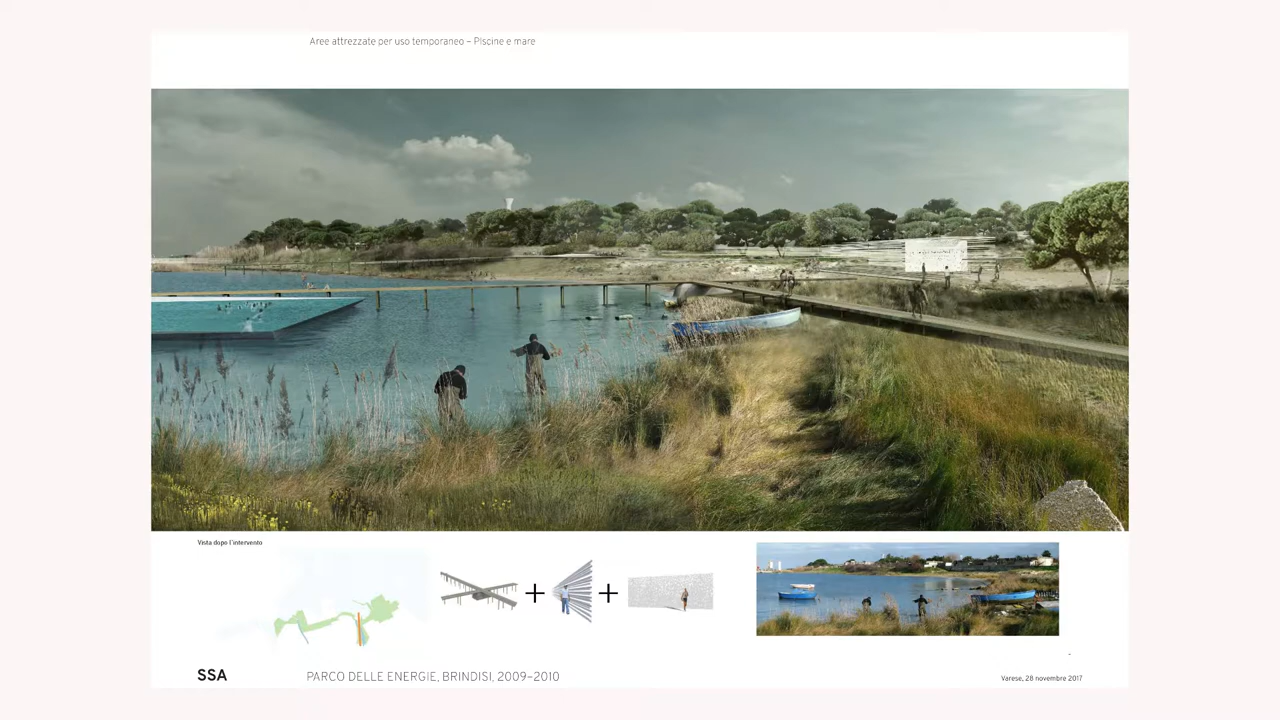 Aree attrezzate per uso temporaneo – Piscine e mare
Vista dopo l'intervento
SSA
PARCO DELLE ENERGIE, BRINDISI, 2009–2010
Varese, 28 novembre 2017